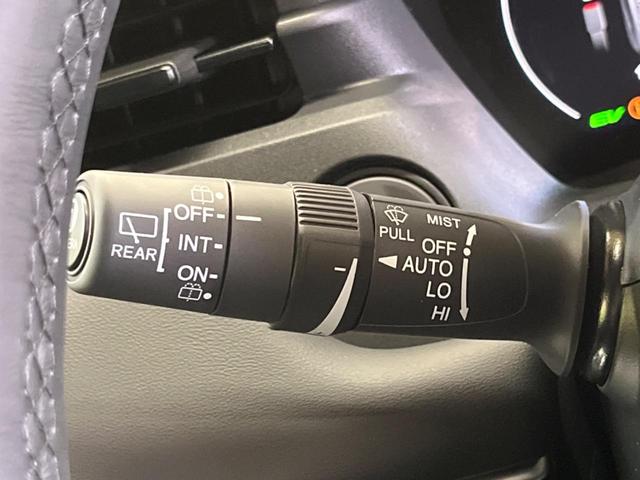 OFF
REAR
INT
ON
MIST
PULL
OFF
AUTO
LO
HI
EV